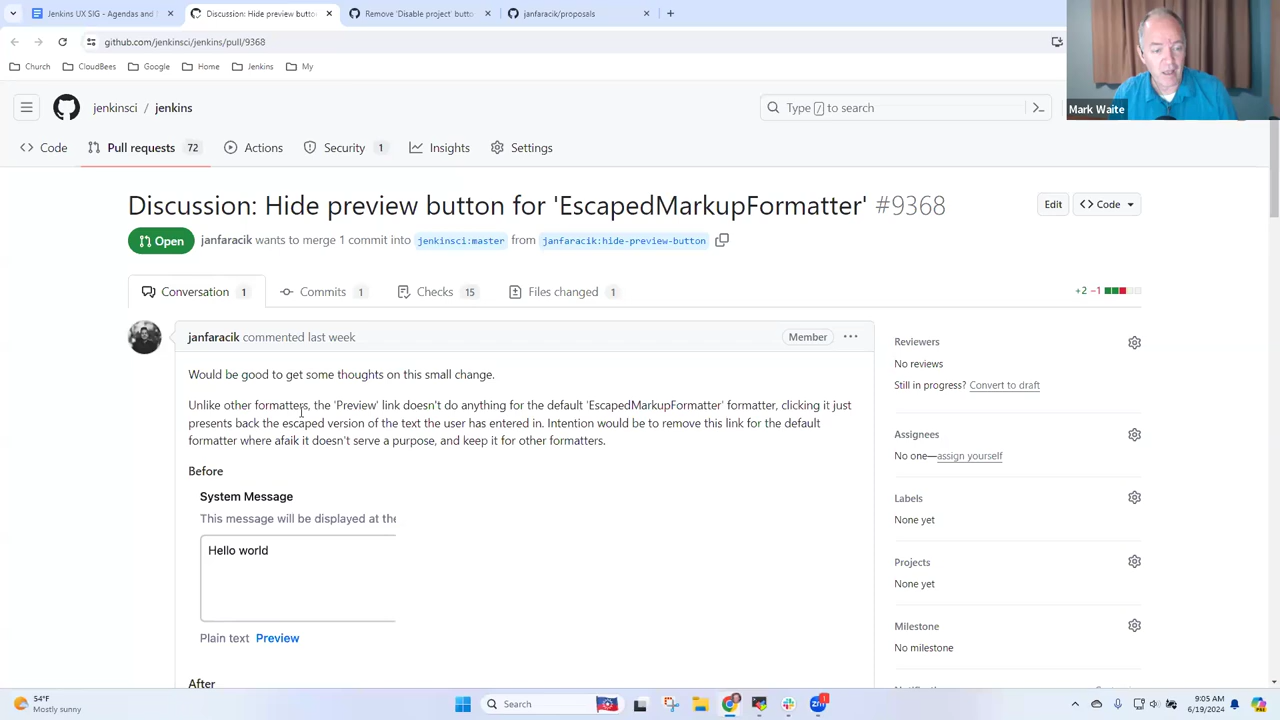 Jenkins UX SIG - Agendas and
Discussion: Hide preview butto
Remove 'Disable project' butto
janfaracik/proposals
github.com/jenkinsci/jenkins/pull/9368
Church
CloudBees
Google
Home
Jenkins
My
Mark Waite
jenkinsci / jenkins
Type / to search
Code
Pull requests 72
Actions
Security 1
Insights
Settings
Discussion: Hide preview button for 'EscapedMarkupFormatter' #9368
Edit
Code
Open
janfaracik wants to merge 1 commit into jenkinsci:master from janfaracik:hide-preview-button
Conversation 1
Commits 1
Checks 15
Files changed 1
+2 −1
janfaracik commented last week
Member
Would be good to get some thoughts on this small change.
Unlike other formatters, the 'Preview' link doesn't do anything for the default 'EscapedMarkupFormatter' formatter, clicking it just
presents back the escaped version of the text the user has entered in. Intention would be to remove this link for the default
formatter where afaik it doesn't serve a purpose, and keep it for other formatters.
Before
System Message
This message will be displayed at the
Hello world
Plain text Preview
After
Reviewers
No reviews
Still in progress? Convert to draft
Assignees
No one—assign yourself
Labels
None yet
Projects
None yet
Milestone
No milestone
54°F
Mostly sunny
Search
9:05 AM
6/19/2024